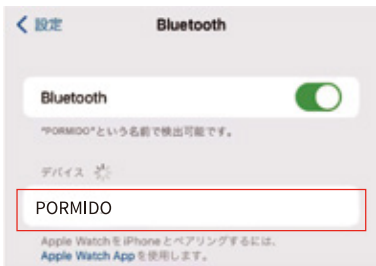 設定
Bluetooth
Bluetooth
"PORMIDO"という名前で検出可能です。
デバイス
PORMIDO
Apple WatchをiPhoneとペアリングするには、
Apple Watch Appを使用します。